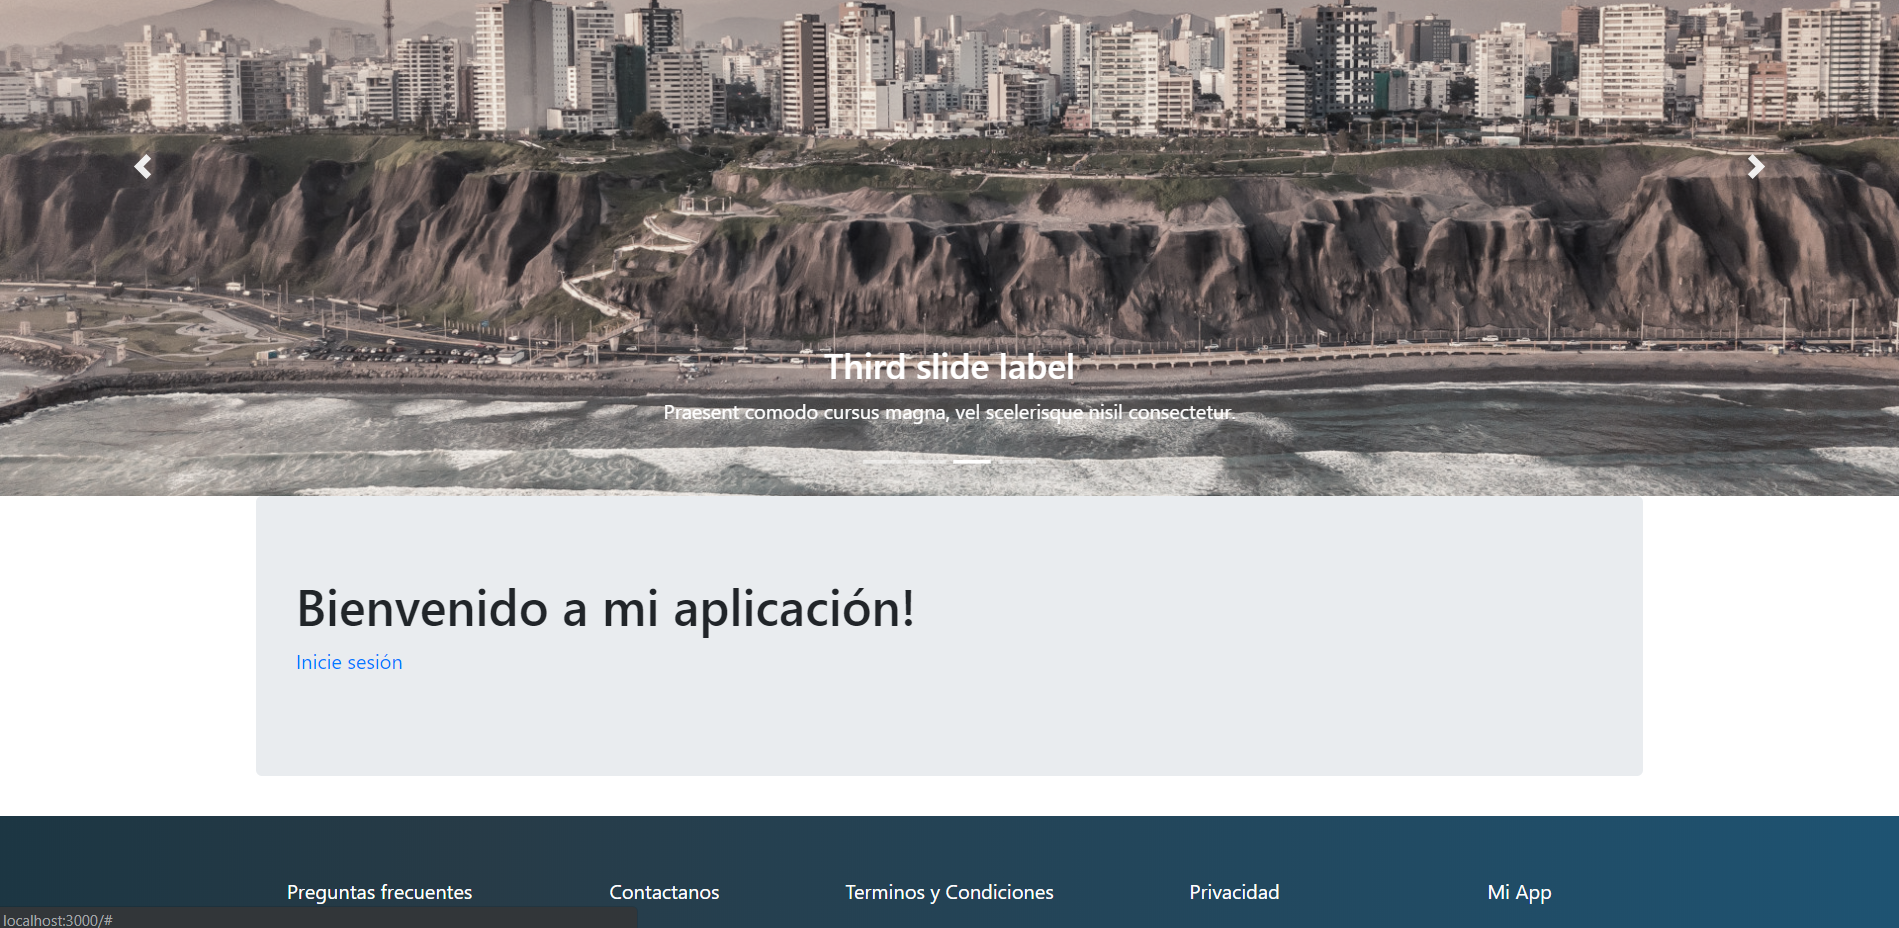 Third slide label
Praesent comodo cursus magna, vel scelerisque nisil consectetur.
Bienvenido a mi aplicación!
Inicie sesión
Preguntas frecuentes
Contactanos
Terminos y Condiciones
Privacidad
Mi App
localhost:3000/#